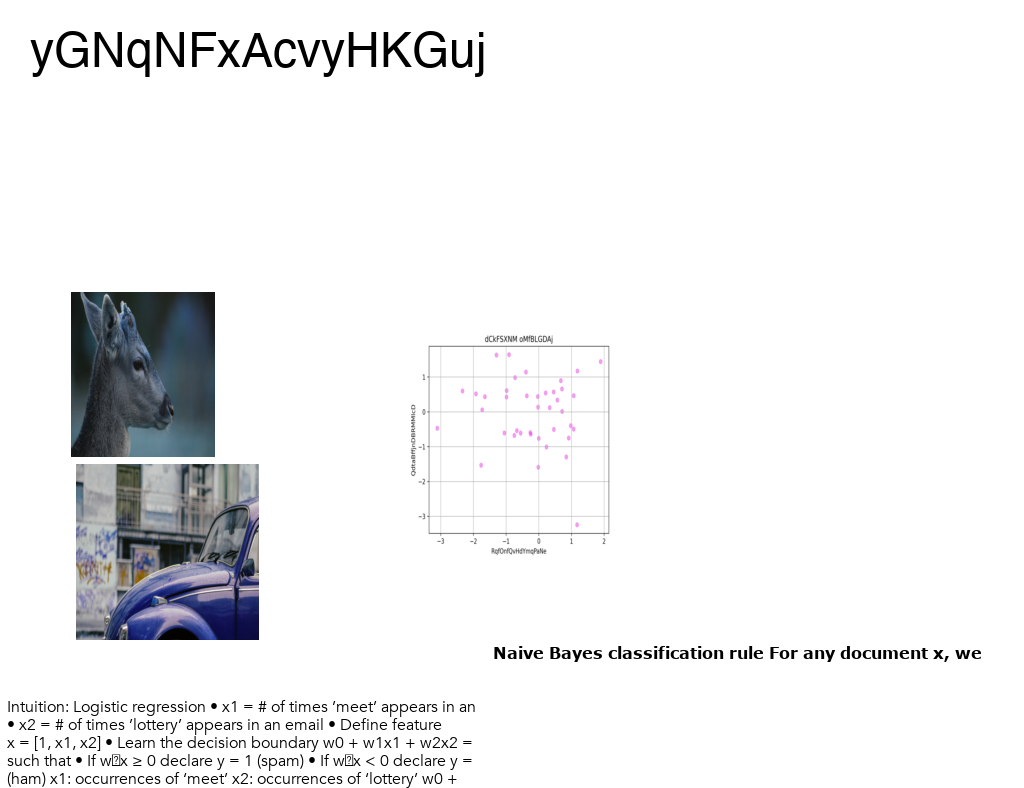 yGNqNFxAcvyHKGuj
dCkFSXNM oMfBLGDAj
1
0
−1
−2
−3
QdtaBffjnDBRMMlcD
−3 −2 −1 0 1 2
RqfOnfQvHdYmqPaNe
Naive Bayes classification rule For any document x, we
Intuition: Logistic regression • x1 = # of times ‘meet’ appears in an
• x2 = # of times ‘lottery’ appears in an email • Define feature
x = [1, x1, x2] • Learn the decision boundary w0 + w1x1 + w2x2 =
such that • If w⍰x ≥ 0 declare y = 1 (spam) • If w⍰x < 0 declare y =
(ham) x1: occurrences of ‘meet’ x2: occurrences of ‘lottery’ w0 +